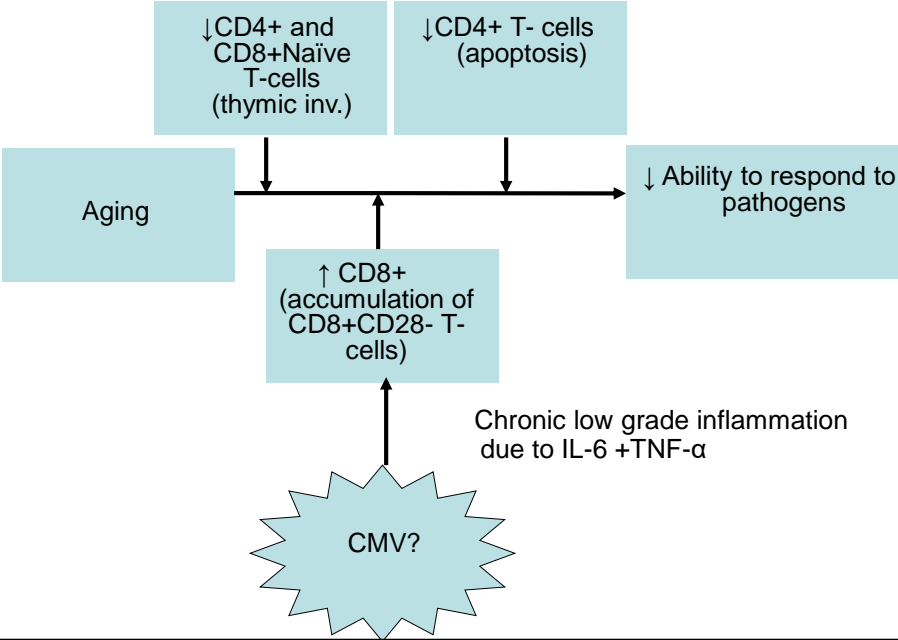 ↓CD4+ and
CD8+Naïve
T-cells
(thymic inv.)
↓CD4+ T- cells
(apoptosis)
Aging
↓ Ability to respond to
pathogens
↑ CD8+
(accumulation of
CD8+CD28- T-
cells)
Chronic low grade inflammation
due to IL-6 +TNF-α
CMV?